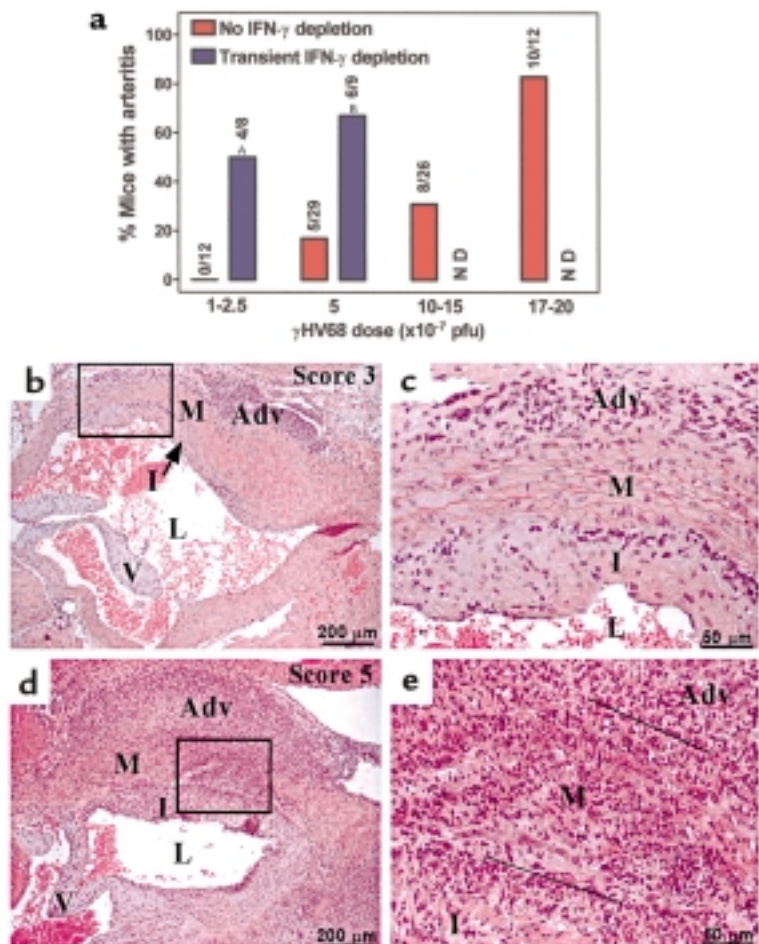 a
No IFN-γ depletion
Transient IFN-γ depletion
% Mice with arteritis
100
80
60
40
20
0
0/12
4/8
5/29
6/9
8/26
N D
10/12
N D
1-2.5
5
10-15
17-20
γHV68 dose (x10⁻⁷ pfu)
b
Score 3
M
Adv
I
L
V
200 μm
c
Adv
M
I
L
50 μm
d
Score 5
Adv
M
I
L
V
200 μm
e
Adv
M
I
50 μm